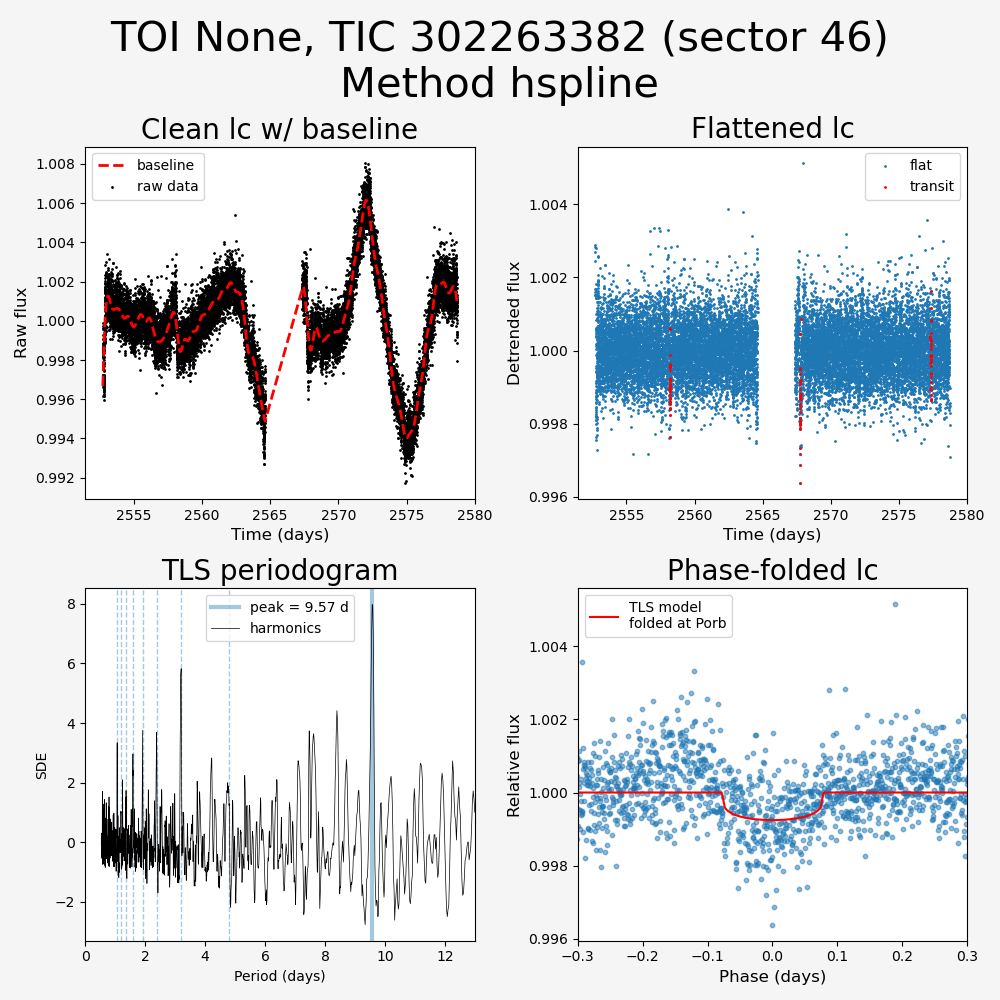 TOI None, TIC 302263382 (sector 46)
Method hspline
Clean lc w/ baseline
Flattened lc
baseline
raw data
flat
transit
Raw flux
1.008
1.006
1.004
1.002
1.000
0.998
0.996
0.994
0.992
2555 2560 2565 2570 2575 2580
Time (days)
Detrended flux
1.004
1.002
1.000
0.998
0.996
2555 2560 2565 2570 2575 2580
Time (days)
TLS periodogram
Phase-folded lc
peak = 9.57 d
harmonics
TLS model
folded at Porb
SDE
8
6
4
2
0
−2
0 2 4 6 8 10 12
Period (days)
Relative flux
1.004
1.002
1.000
0.998
0.996
−0.3 −0.2 −0.1 0.0 0.1 0.2 0.3
Phase (days)